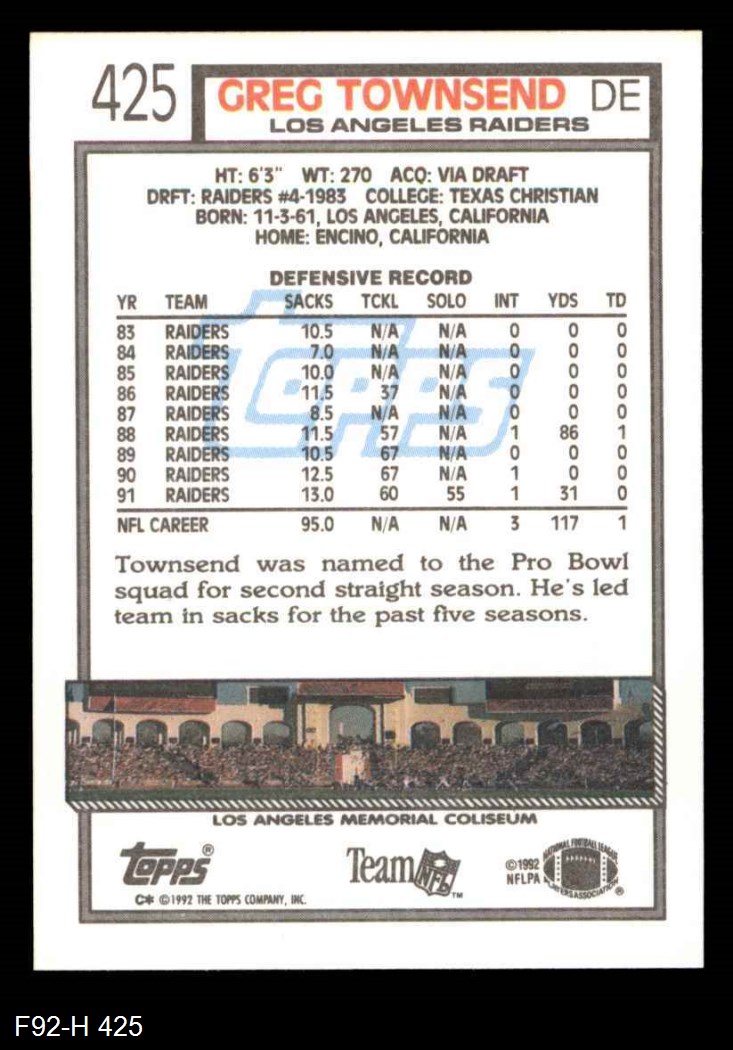 425 GREG TOWNSEND DE
LOS ANGELES RAIDERS
HT: 6'3" WT: 270 ACQ: VIA DRAFT
DRFT: RAIDERS #4-1983 COLLEGE: TEXAS CHRISTIAN
BORN: 11-3-61, LOS ANGELES, CALIFORNIA
HOME: ENCINO, CALIFORNIA
DEFENSIVE RECORD
YR TEAM SACKS TCKL SOLO INT YDS TD
83 RAIDERS 10.5 N/A N/A 0 0 0
84 RAIDERS 7.0 N/A N/A 0 0 0
85 RAIDERS 10.0 N/A N/A 0 0 0
86 RAIDERS 11.5 37 N/A 0 0 0
87 RAIDERS 8.5 N/A N/A 0 0 0
88 RAIDERS 11.5 57 N/A 1 86 1
89 RAIDERS 10.5 67 N/A 0 0 0
90 RAIDERS 12.5 67 N/A 1 0 0
91 RAIDERS 13.0 60 55 1 31 0
NFL CAREER 95.0 N/A N/A 3 117 1
Topps
Townsend was named to the Pro Bowl
squad for second straight season. He's led
team in sacks for the past five seasons.
LOS ANGELES MEMORIAL COLISEUM
Topps®
Team NFL™
©1992
NFLPA
NATIONAL FOOTBALL LEAGUE
PLAYERS ASSOCIATION ®
C* ©1992 THE TOPPS COMPANY, INC.
F92-H 425